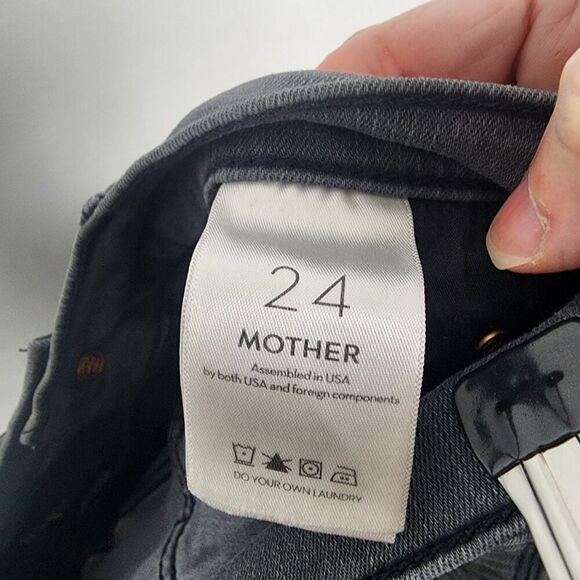 24
MOTHER
Assembled in USA
by both USA and foreign components
DO YOUR OWN LAUNDRY